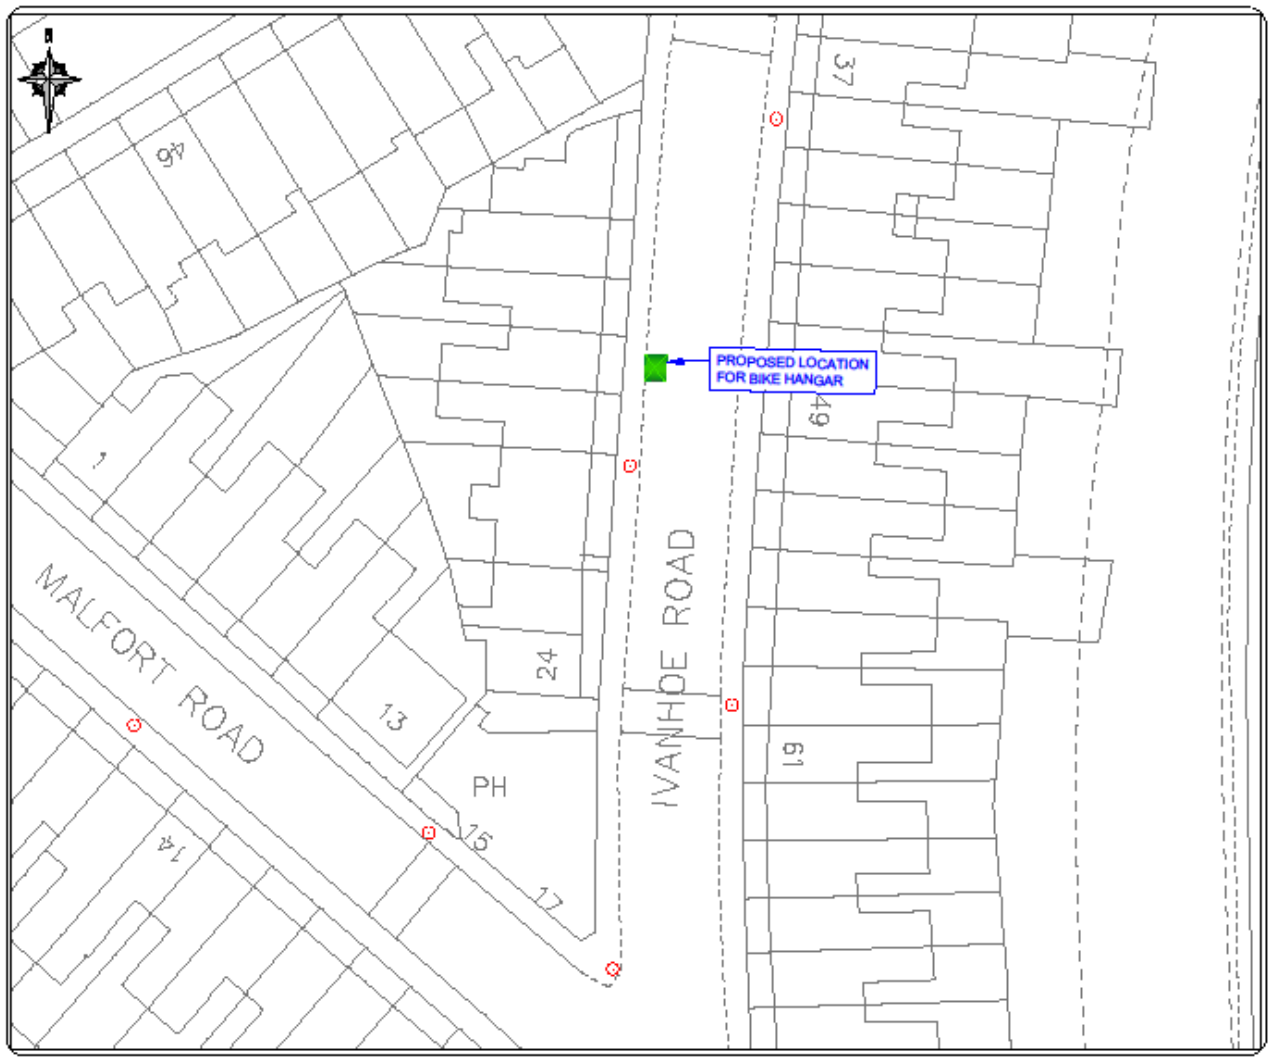 N
37
46
PROPOSED LOCATION
FOR BIKE HANGAR
49
1
MALFORT ROAD
IVANHOE ROAD
24
13
61
PH
15
14
17